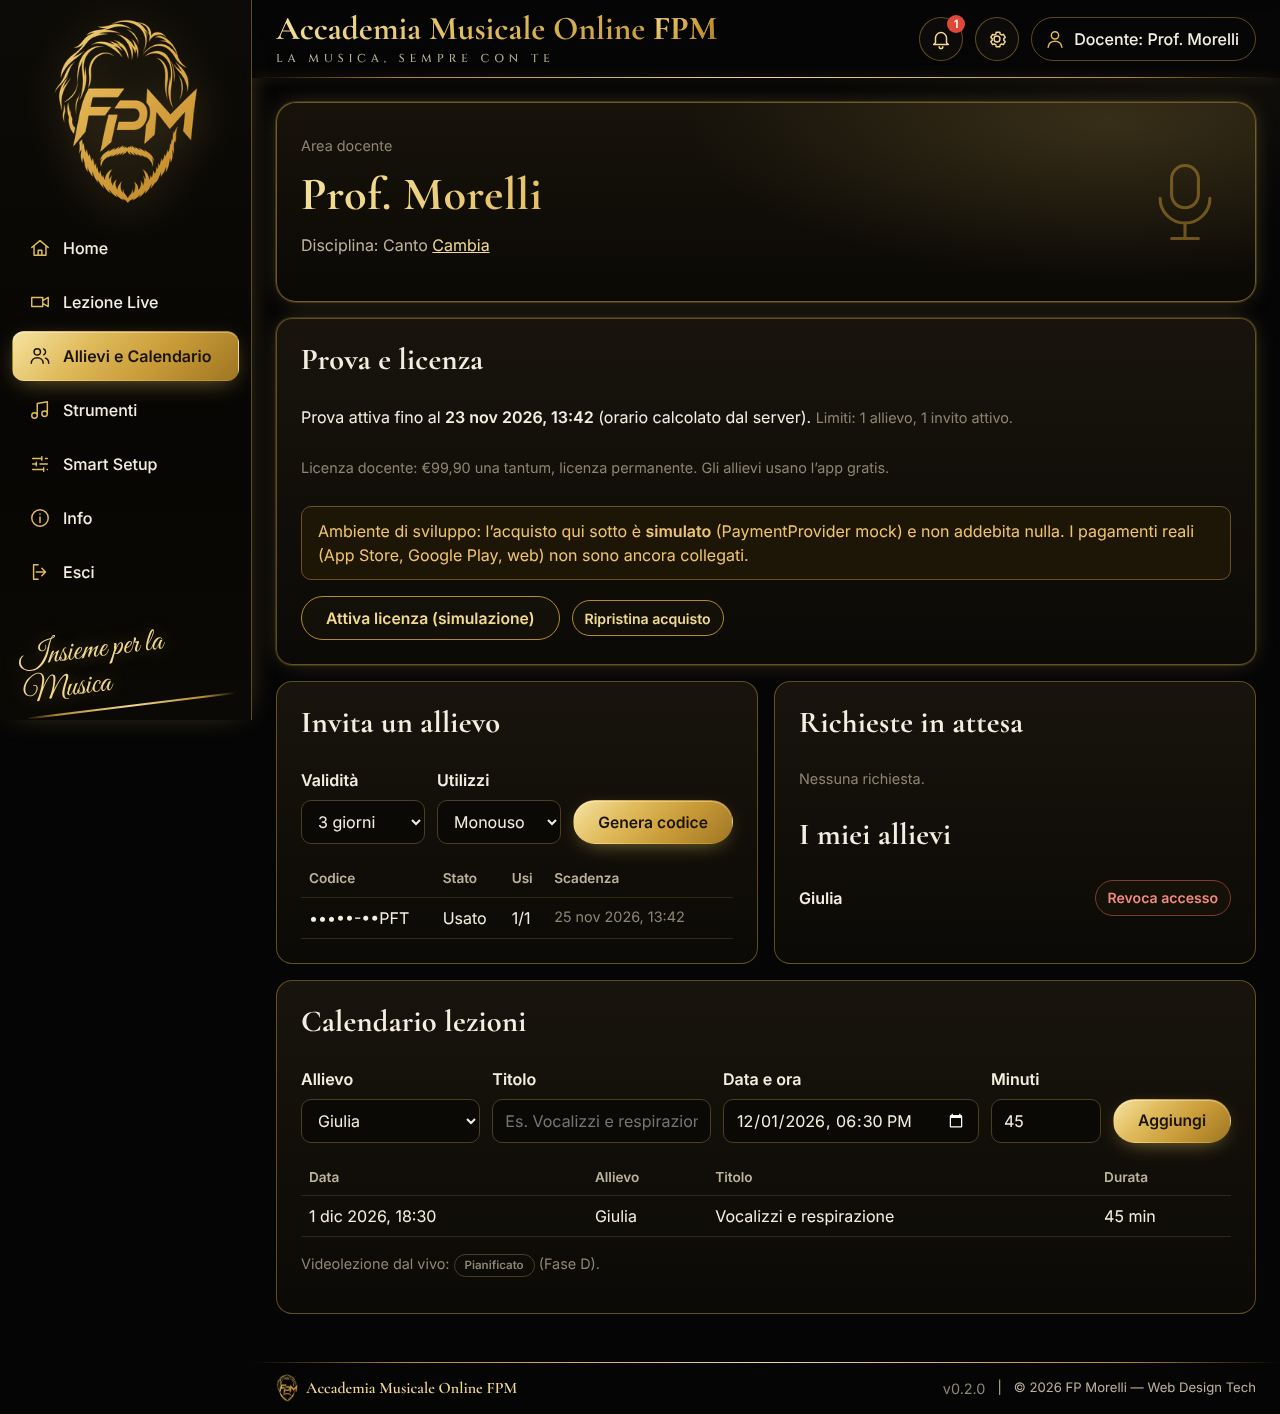 FPM
Accademia Musicale Online FPM
LA MUSICA, SEMPRE CON TE
1
Docente: Prof. Morelli
Home
Lezione Live
Allievi e Calendario
Strumenti
Smart Setup
Info
Esci
Insieme per la
Musica
Area docente
Prof. Morelli
Disciplina: Canto Cambia
Prova e licenza
Prova attiva fino al 23 nov 2026, 13:42 (orario calcolato dal server). Limiti: 1 allievo, 1 invito attivo.
Licenza docente: €99,90 una tantum, licenza permanente. Gli allievi usano l’app gratis.
Ambiente di sviluppo: l’acquisto qui sotto è simulato (PaymentProvider mock) e non addebita nulla. I pagamenti reali
(App Store, Google Play, web) non sono ancora collegati.
Attiva licenza (simulazione) Ripristina acquisto
Invita un allievo
Validità Utilizzi
3 giorni Monouso Genera codice
Codice Stato Usi Scadenza
•••••-••PFT Usato 1/1 25 nov 2026, 13:42
Richieste in attesa
Nessuna richiesta.
I miei allievi
Giulia Revoca accesso
Calendario lezioni
Allievo Titolo Data e ora Minuti
Giulia Es. Vocalizzi e respirazior 12/01/2026, 06:30 PM 45 Aggiungi
Data Allievo Titolo Durata
1 dic 2026, 18:30 Giulia Vocalizzi e respirazione 45 min
Videolezione dal vivo: Pianificato (Fase D).
Accademia Musicale Online FPM
v0.2.0 | © 2026 FP Morelli — Web Design Tech